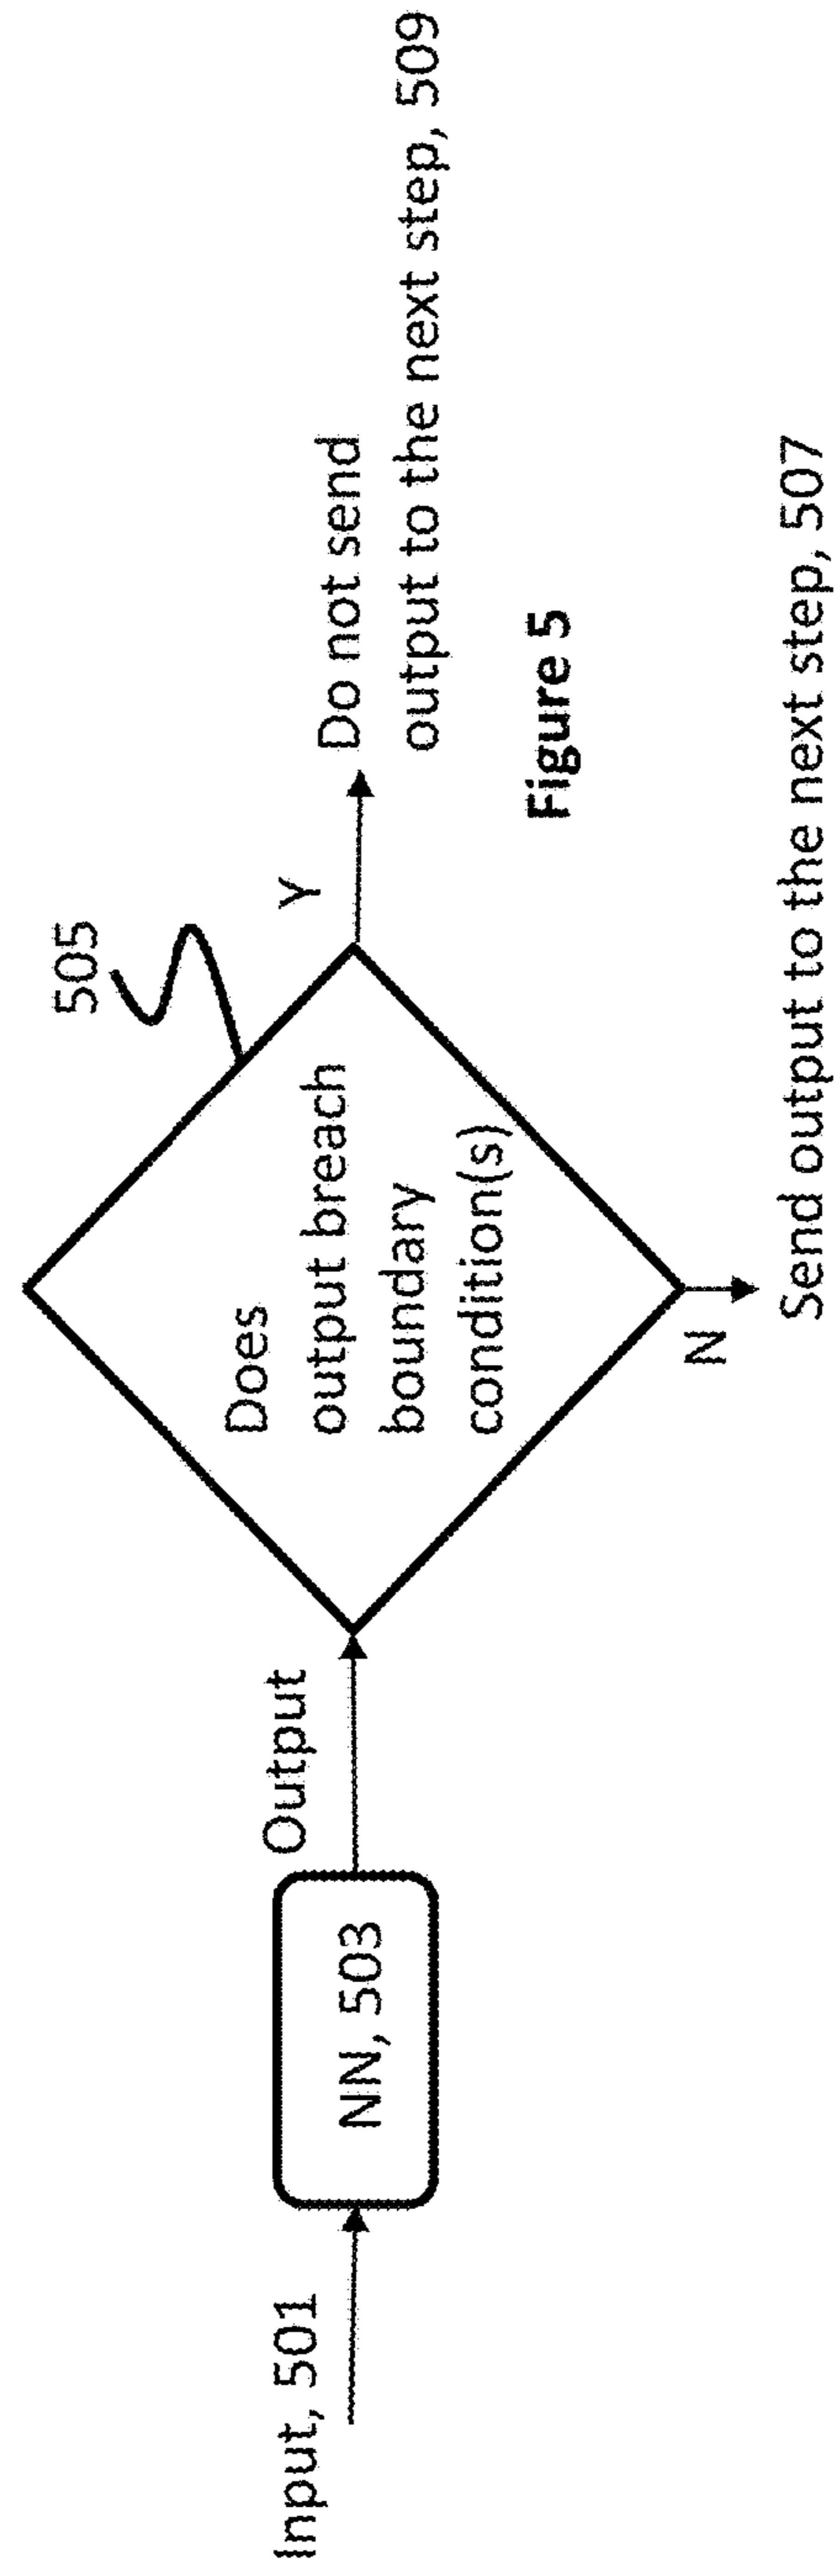 Input, 501
NN, 503
Output
505
Does
output breach
boundary
condition(s)
Y
Do not send
output to the next step, 509
N
Send output to the next step, 507
Figure 5